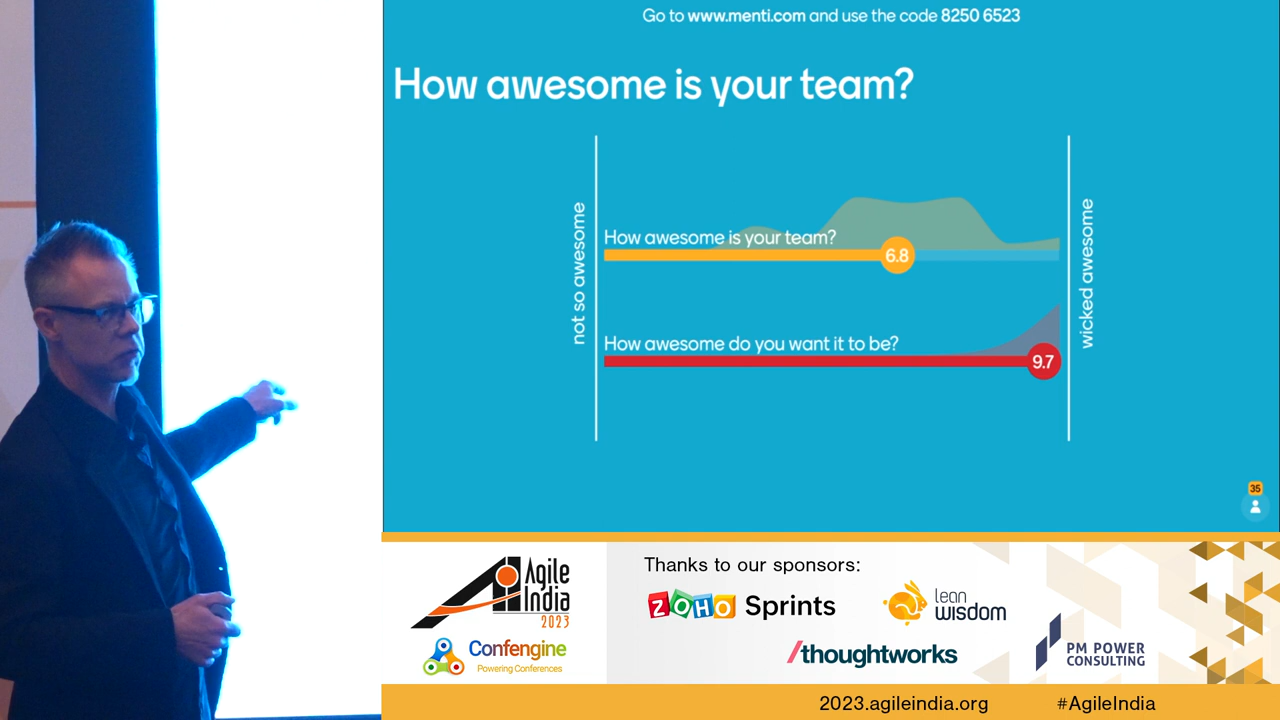 Go to www.menti.com and use the code 8250 6523
How awesome is your team?
not so awesome
How awesome is your team?
6.8
How awesome do you want it to be?
9.7
wicked awesome
35
Agile
India
2023
Confengine
Powering Conferences
Thanks to our sponsors:
ZOHO Sprints
lean
wisdom
/thoughtworks
PM POWER
CONSULTING
2023.agileindia.org
#AgileIndia